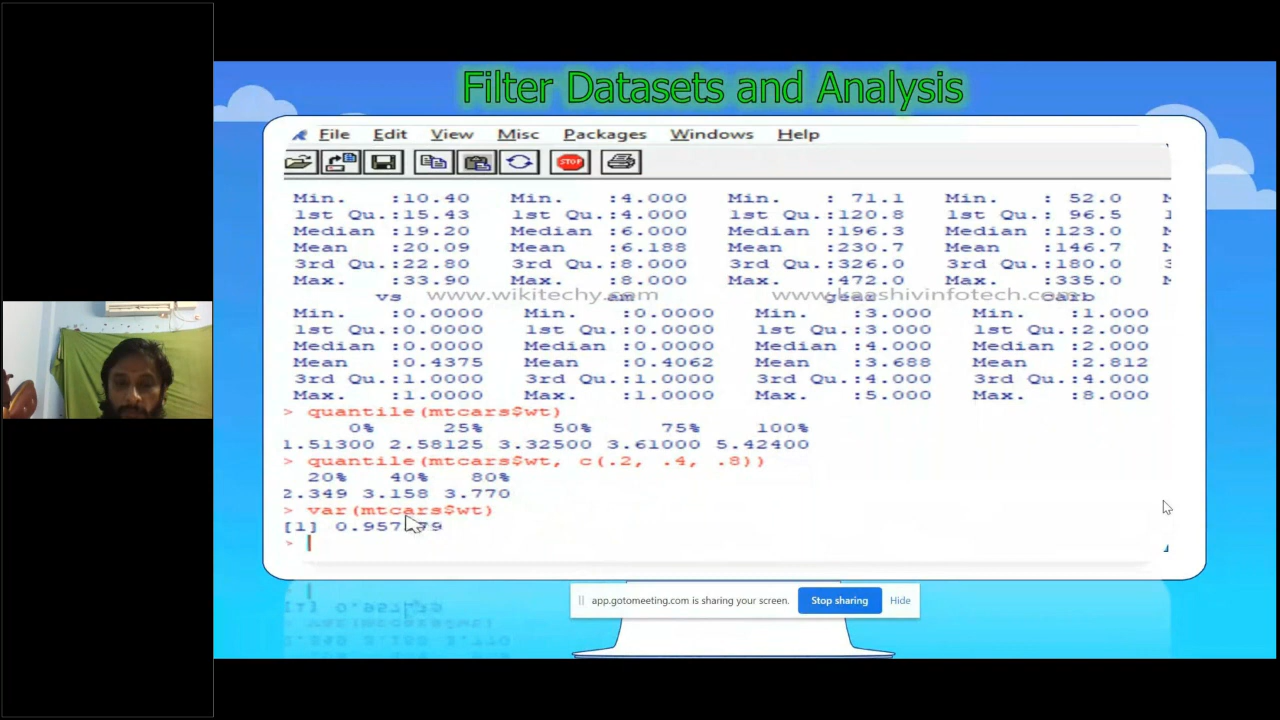 Filter Datasets and Analysis
File Edit View Misc Packages Windows Help
STOP
Min. :10.40 Min. :4.000 Min. : 71.1 Min. : 52.0 M
1st Qu.:15.43 1st Qu.:4.000 1st Qu.:120.8 1st Qu.: 96.5 1
Median :19.20 Median :6.000 Median :196.3 Median :123.0 M
Mean :20.09 Mean :6.188 Mean :230.7 Mean :146.7 M
3rd Qu.:22.80 3rd Qu.:8.000 3rd Qu.:326.0 3rd Qu.:180.0 3
Max. :33.90 Max. :8.000 Max. :472.0 Max. :335.0 M
vs am carb
www.wikitechy.com www.kaashivinfotech.com
Min. :0.0000 Min. :0.0000 Min. :3.000 Min. :1.000
1st Qu.:0.0000 1st Qu.:0.0000 1st Qu.:3.000 1st Qu.:2.000
Median :0.0000 Median :0.0000 Median :4.000 Median :2.000
Mean :0.4375 Mean :0.4062 Mean :3.688 Mean :2.812
3rd Qu.:1.0000 3rd Qu.:1.0000 3rd Qu.:4.000 3rd Qu.:4.000
Max. :1.0000 Max. :1.0000 Max. :5.000 Max. :8.000
> quantile(mtcars$wt)
0% 25% 50% 75% 100%
1.51300 2.58125 3.32500 3.61000 5.42400
> quantile(mtcars$wt, c(.2, .4, .8))
20% 40% 80%
2.349 3.158 3.770
> var(mtcars$wt)
[1]
>
app.gotomeeting.com is sharing your screen. Stop sharing Hide